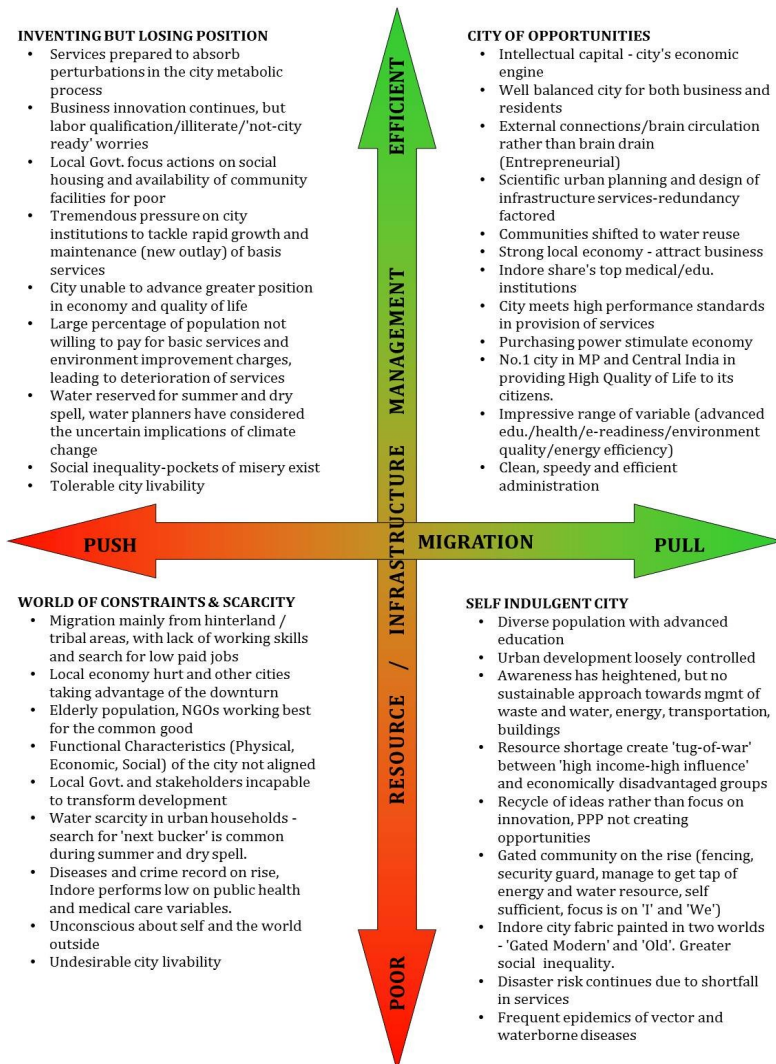 INVENTING BUT LOSING POSITION
• Services prepared to absorb
perturbations in the city metabolic
process
• Business innovation continues, but
labor qualification/illiterate/'not-city
ready' worries
• Local Govt. focus actions on social
housing and availability of community
facilities for poor
• Tremendous pressure on city
institutions to tackle rapid growth and
maintenance (new outlay) of basis
services
• City unable to advance greater position
in economy and quality of life
• Large percentage of population not
willing to pay for basic services and
environment improvement charges,
leading to deterioration of services
• Water reserved for summer and dry
spell, water planners have considered
the uncertain implications of climate
change
• Social inequality-pockets of misery exist
• Tolerable city livability
CITY OF OPPORTUNITIES
• Intellectual capital - city's economic
engine
• Well balanced city for both business and
residents
• External connections/brain circulation
rather than brain drain
(Entrepreneurial)
• Scientific urban planning and design of
infrastructure services-redundancy
factored
• Communities shifted to water reuse
• Strong local economy - attract business
• Indore share's top medical/edu.
institutions
• City meets high performance standards
in provision of services
• Purchasing power stimulate economy
• No.1 city in MP and Central India in
providing High Quality of Life to its
citizens.
• Impressive range of variable (advanced
edu./health/e-readiness/environment
quality/energy efficiency)
• Clean, speedy and efficient
administration
EFFICIENT
RESOURCE / INFRASTRUCTURE MANAGEMENT
POOR
PUSH
MIGRATION
PULL
WORLD OF CONSTRAINTS & SCARCITY
• Migration mainly from hinterland /
tribal areas, with lack of working skills
and search for low paid jobs
• Local economy hurt and other cities
taking advantage of the downturn
• Elderly population, NGOs working best
for the common good
• Functional Characteristics (Physical,
Economic, Social) of the city not aligned
• Local Govt. and stakeholders incapable
to transform development
• Water scarcity in urban households -
search for 'next bucker' is common
during summer and dry spell.
• Diseases and crime record on rise,
Indore performs low on public health
and medical care variables.
• Unconscious about self and the world
outside
• Undesirable city livability
SELF INDULGENT CITY
• Diverse population with advanced
education
• Urban development loosely controlled
• Awareness has heightened, but no
sustainable approach towards mgmt of
waste and water, energy, transportation,
buildings
• Resource shortage create 'tug-of-war'
between 'high income-high influence'
and economically disadvantaged groups
• Recycle of ideas rather than focus on
innovation, PPP not creating
opportunities
• Gated community on the rise (fencing,
security guard, manage to get tap of
energy and water resource, self
sufficient, focus is on 'I' and 'We')
• Indore city fabric painted in two worlds
- 'Gated Modern' and 'Old'. Greater
social inequality.
• Disaster risk continues due to shortfall
in services
• Frequent epidemics of vector and
waterborne diseases